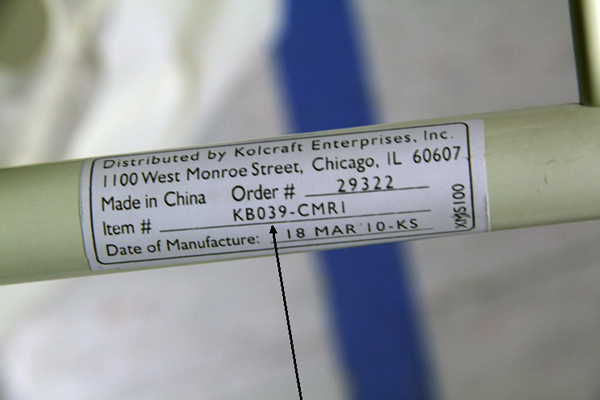 Distributed by Kolcraft Enterprises, Inc.
1100 West Monroe Street, Chicago, IL 60607
Made in China Order # 29322
Item # KB039-CMR1
Date of Manufacture: 18 MAR '10-KS